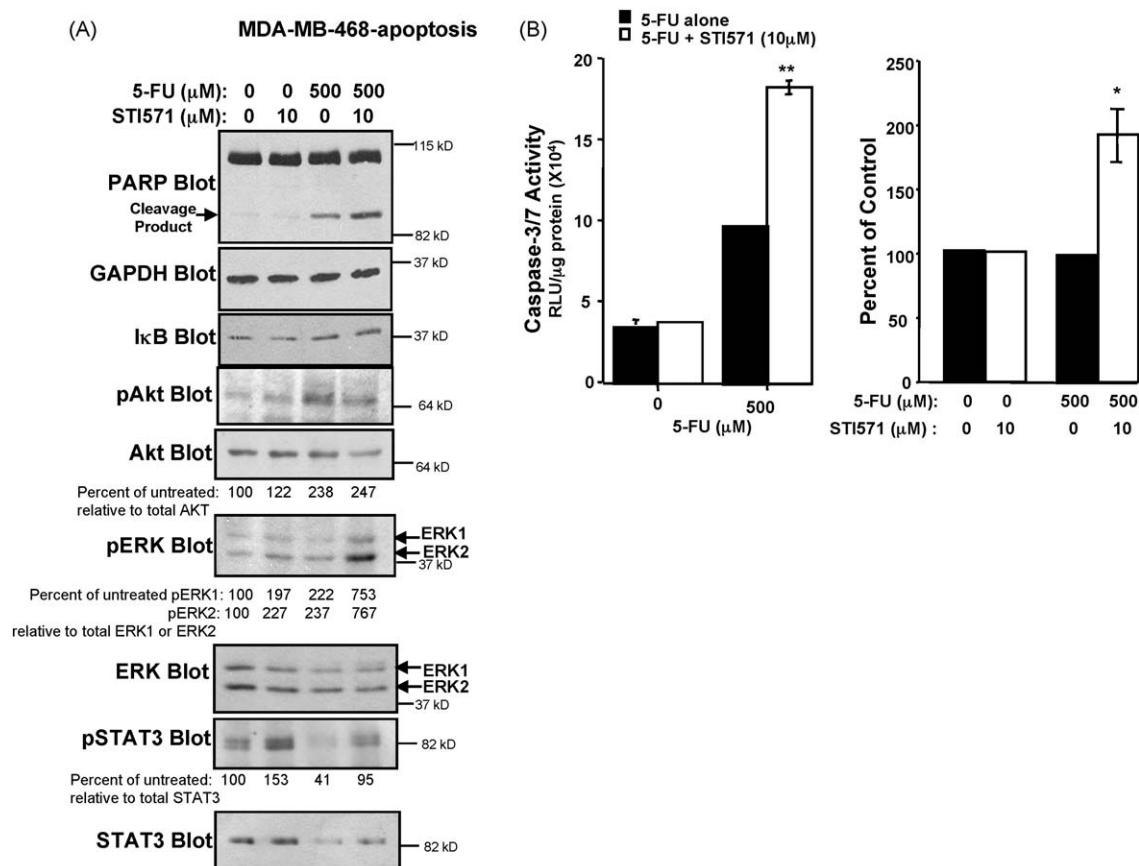 (A) MDA-MB-468-apoptosis
5-FU (μM): 0 0 500 500
STI571 (μM): 0 10 0 10
115 kD
PARP Blot
Cleavage
Product
82 kD
37 kD
GAPDH Blot
IκB Blot
37 kD
pAkt Blot
64 kD
Akt Blot
64 kD
Percent of untreated: 100 122 238 247
relative to total AKT
ERK1
pERK Blot
ERK2
37 kD
Percent of untreated pERK1: 100 197 222 753
pERK2: 100 227 237 767
relative to total ERK1 or ERK2
ERK Blot
ERK1
ERK2
37 kD
pSTAT3 Blot
82 kD
Percent of untreated: 100 153 41 95
relative to total STAT3
STAT3 Blot
82 kD
(B)
5-FU alone
5-FU + STI571 (10μM)
Caspase-3/7 Activity
RLU/μg protein (X10⁴)
20
15
10
5
0
**
0 500
5-FU (μM)
Percent of Control
250
200
150
100
50
0
*
5-FU (μM): 0 0 500 500
STI571 (μM) : 0 10 0 10